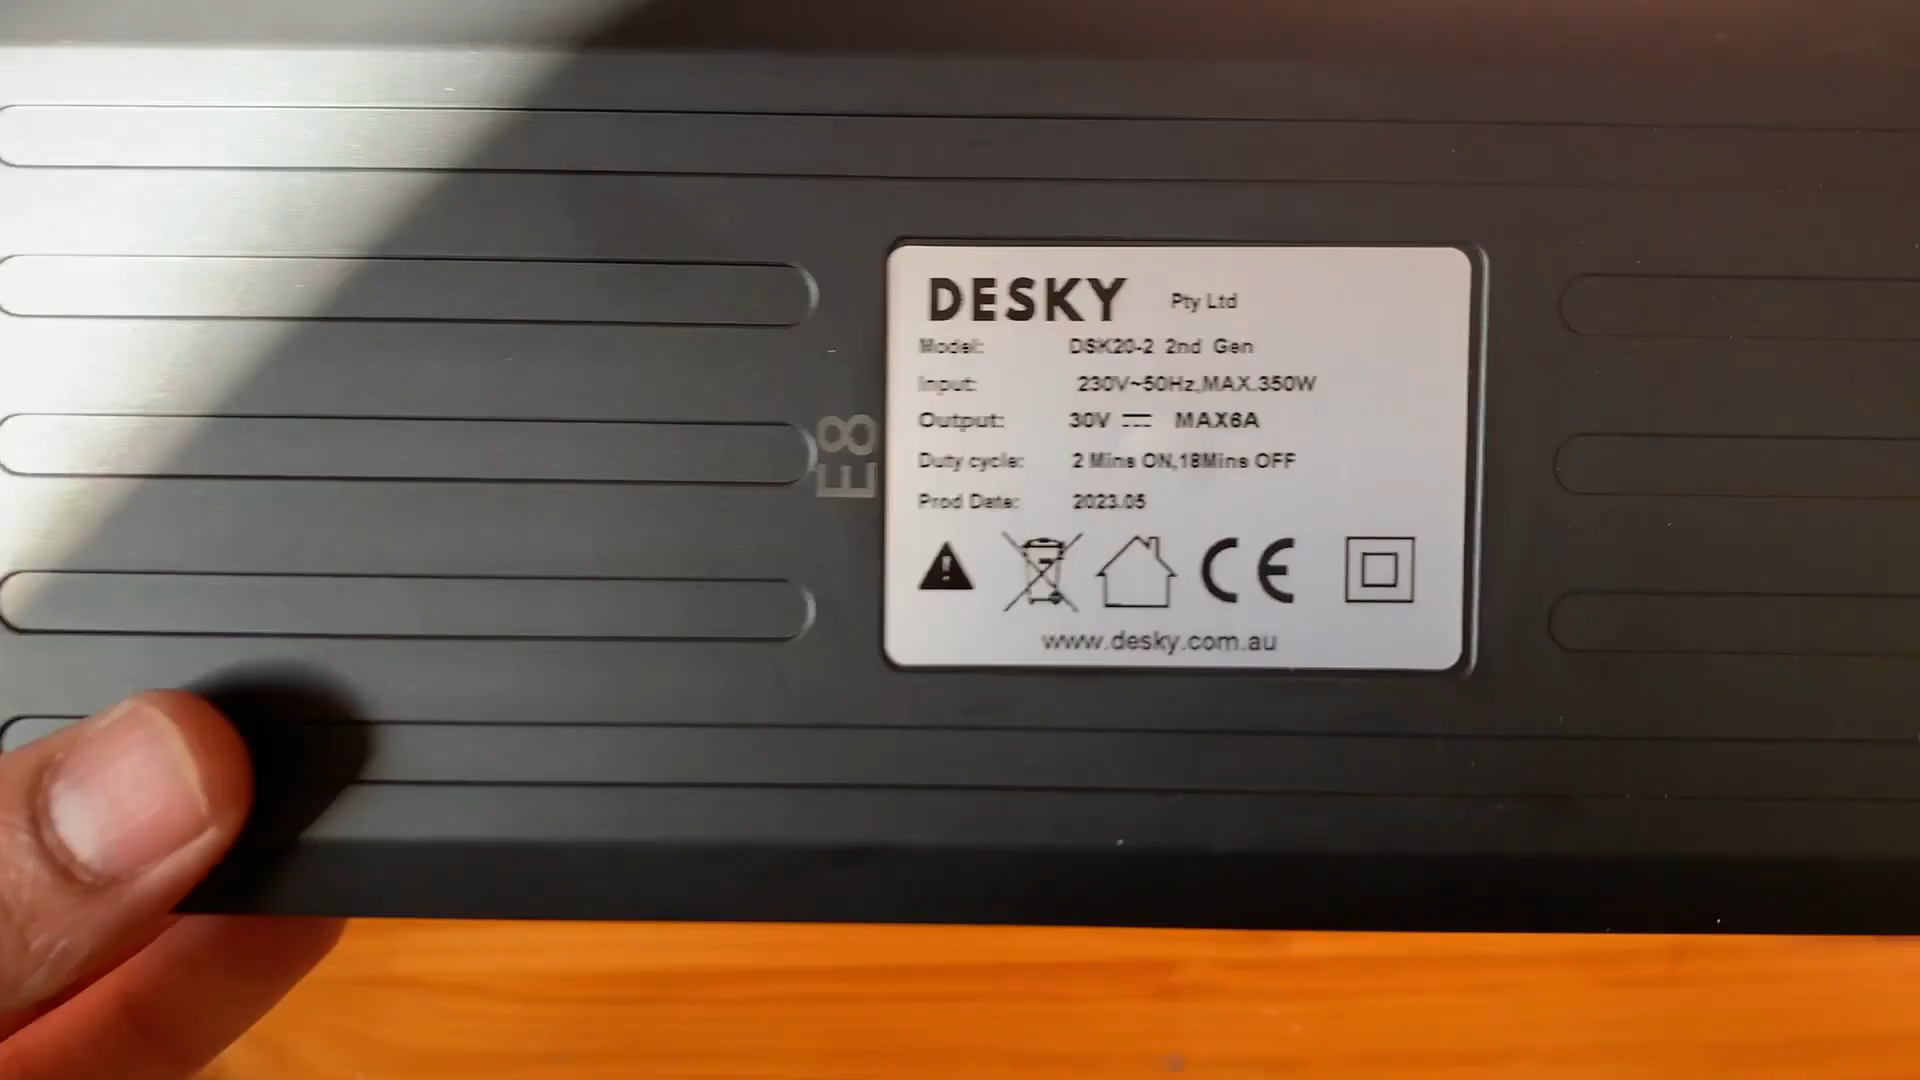 DESKY Pty Ltd
Model: DSK20-2 2nd Gen
Input: 230V~50Hz,MAX.350W
Output: 30V ⎓ MAX6A
Duty cycle: 2 Mins ON,18Mins OFF
Prod Date: 2023.05
CE
www.desky.com.au
E8